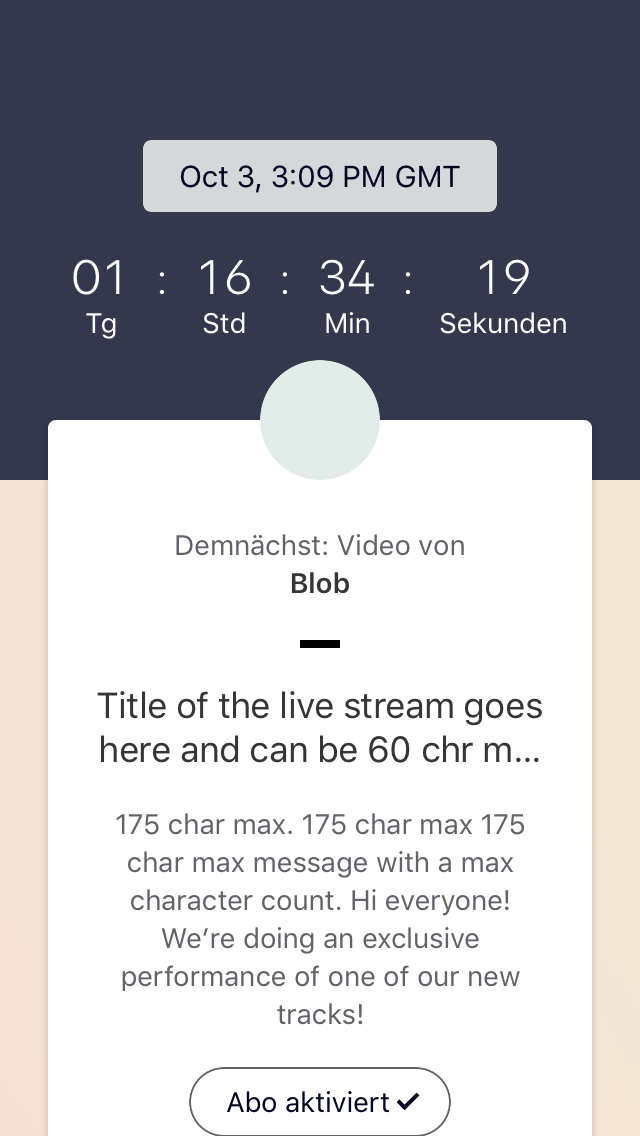 Oct 3, 3:09 PM GMT
01 : 16 : 34 : 19
Tg Std Min Sekunden
Demnächst: Video von
Blob
Title of the live stream goes
here and can be 60 chr m...
175 char max. 175 char max 175
char max message with a max
character count. Hi everyone!
We’re doing an exclusive
performance of one of our new
tracks!
Abo aktiviert ✔